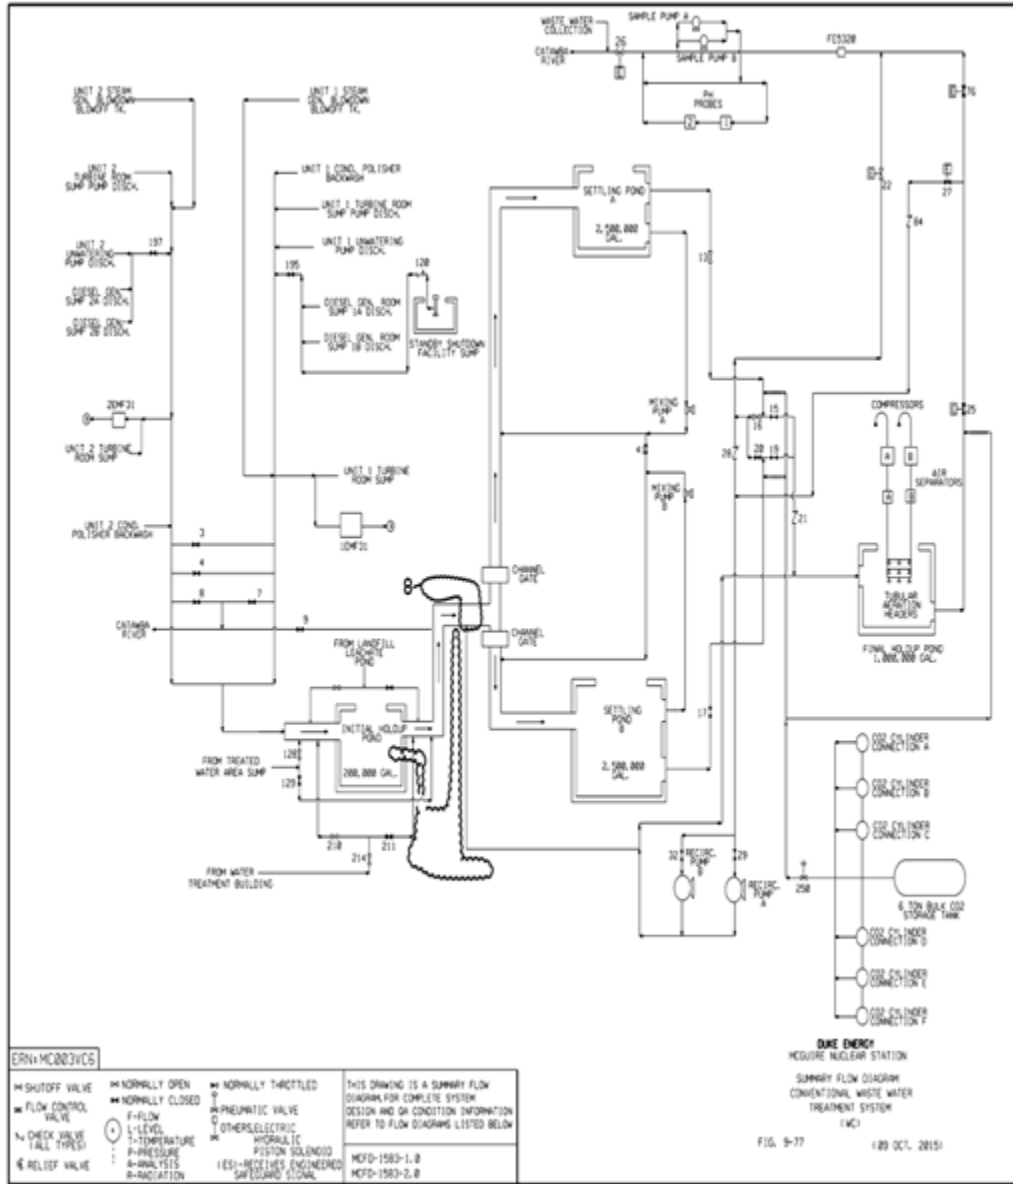 WASTE WATER
COLLECTION
CATAWBA
RIVER
26
SAMPLE PUMP A
SAMPLE PUMP B
FE5320
PH
PROBES
2
1
76
22
27
84
UNIT 2 STEAM
GEN. BLOWDOWN
BLOWOFF TK.
UNIT 1 STEAM
GEN. BLOWDOWN
BLOWOFF TK.
UNIT 2
TURBINE ROOM
SUMP PUMP DISCH.
UNIT 1 COND. POLISHER
BACKWASH
UNIT 1 TURBINE ROOM
SUMP PUMP DISCH.
UNIT 2
UNWATERING
PUMP DISCH.
197
UNIT 1 UNWATERING
PUMP DISCH.
195
120
DIESEL GEN.
SUMP 2A DISCH.
DIESEL GEN.
SUMP 2B DISCH.
DIESEL GEN. ROOM
SUMP 1A DISCH.
DIESEL GEN. ROOM
SUMP 1B DISCH.
STANDBY SHUTDOWN
FACILITY SUMP
SETTLING POND
A
2,500,000
GAL.
13
2EMF31
UNIT 2 TURBINE
ROOM SUMP
UNIT 1 TURBINE
ROOM SUMP
1EMF31
UNIT 2 COND.
POLISHER BACKWASH
MIXING
PUMP
A
MIXING
PUMP
B
15
16
20
19
28
21
COMPRESSORS
25
A
B
AIR
SEPARATORS
TUBULAR
AERATION
HEADERS
FINAL HOLDUP POND
1,000,000 GAL.
3
4
8
7
9
CATAWBA
RIVER
CHANNEL
GATE
CHANNEL
GATE
FROM LANDFILL
LEACHATE
POND
INITIAL HOLDUP
POND
200,000 GAL.
128
129
FROM TREATED
WATER AREA SUMP
210
211
214
FROM WATER
TREATMENT BUILDING
SETTLING
POND
B
2,500,000
GAL.
17
32
RECIRC.
PUMP
B
29
RECIRC.
PUMP
A
250
CO2 CYLINDER
CONNECTION A
CO2 CYLINDER
CONNECTION B
CO2 CYLINDER
CONNECTION C
6 TON BULK CO2
STORAGE TANK
CO2 CYLINDER
CONNECTION D
CO2 CYLINDER
CONNECTION E
CO2 CYLINDER
CONNECTION F
DUKE ENERGY
MCGUIRE NUCLEAR STATION
SUMMARY FLOW DIAGRAM
CONVENTIONAL WASTE WATER
TREATMENT SYSTEM
(WC)
FIG. 9-77
(09 OCT. 2015)
ERN: MC003VC6
SHUTOFF VALVE
FLOW CONTROL
VALVE
CHECK VALVE
(ALL TYPES)
RELIEF VALVE
NORMALLY OPEN
NORMALLY CLOSED
F-FLOW
L-LEVEL
T-TEMPERATURE
P-PRESSURE
A-ANALYSIS
R-RADIATION
NORMALLY THROTTLED
PNEUMATIC VALVE
OTHERS,ELECTRIC
HYDRAULIC
PISTON SOLENOID
(ES)-RECEIVES ENGINEERED
SAFEGUARD SIGNAL
THIS DRAWING IS A SUMMARY FLOW
DIAGRAM, FOR COMPLETE SYSTEM
DESIGN AND QA CONDITION INFORMATION
REFER TO FLOW DIAGRAMS LISTED BELOW
MCFD-1583-1.0
MCFD-1583-2.0